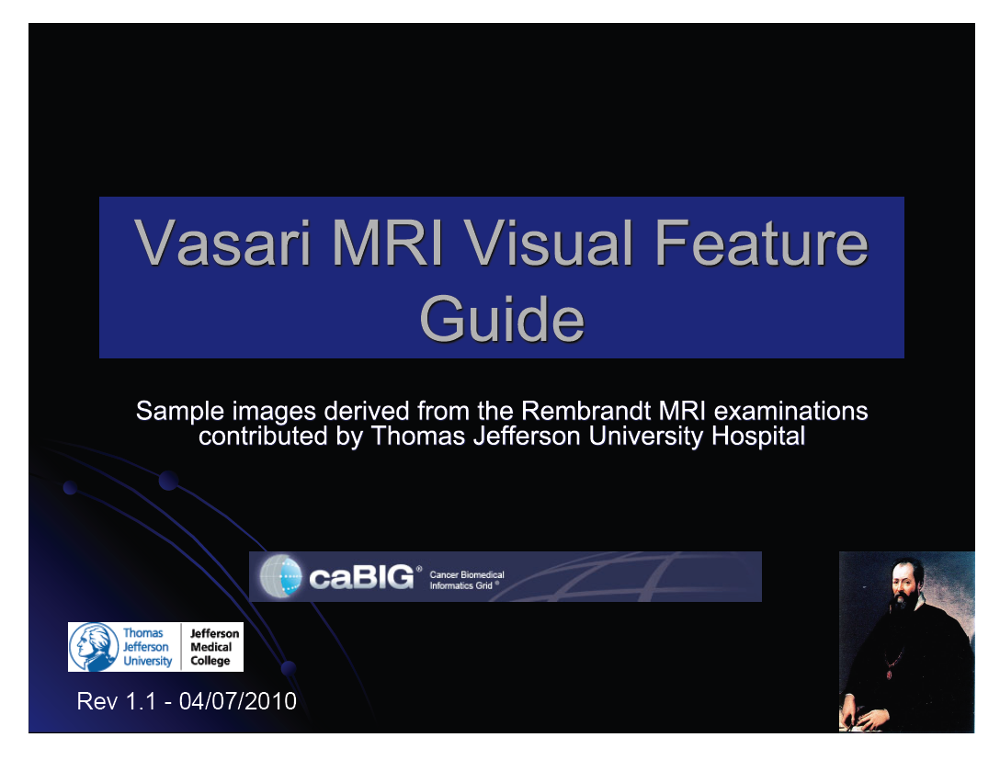 Vasari MRI Visual Feature
Guide
Sample images derived from the Rembrandt MRI examinations
contributed by Thomas Jefferson University Hospital
caBIG® Cancer Biomedical
Informatics Grid ®
Thomas
Jefferson
University
Jefferson
Medical
College
Rev 1.1 - 04/07/2010